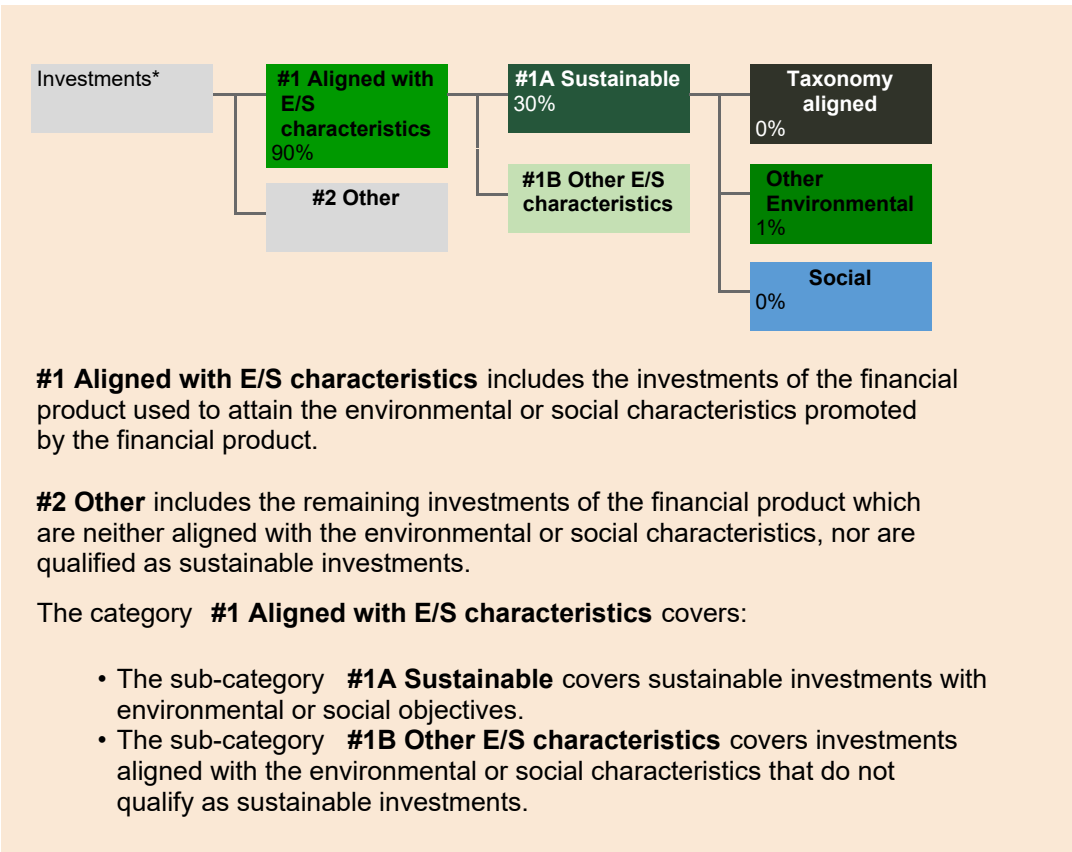 Investments*
#1 Aligned with
E/S
characteristics
90%
#2 Other
#1A Sustainable
30%
#1B Other E/S
characteristics
Taxonomy
aligned
0%
Other
Environmental
1%
Social
0%
#1 Aligned with E/S characteristics includes the investments of the financial
product used to attain the environmental or social characteristics promoted
by the financial product.
#2 Other includes the remaining investments of the financial product which
are neither aligned with the environmental or social characteristics, nor are
qualified as sustainable investments.
The category #1 Aligned with E/S characteristics covers:
• The sub-category #1A Sustainable covers sustainable investments with
environmental or social objectives.
• The sub-category #1B Other E/S characteristics covers investments
aligned with the environmental or social characteristics that do not
qualify as sustainable investments.